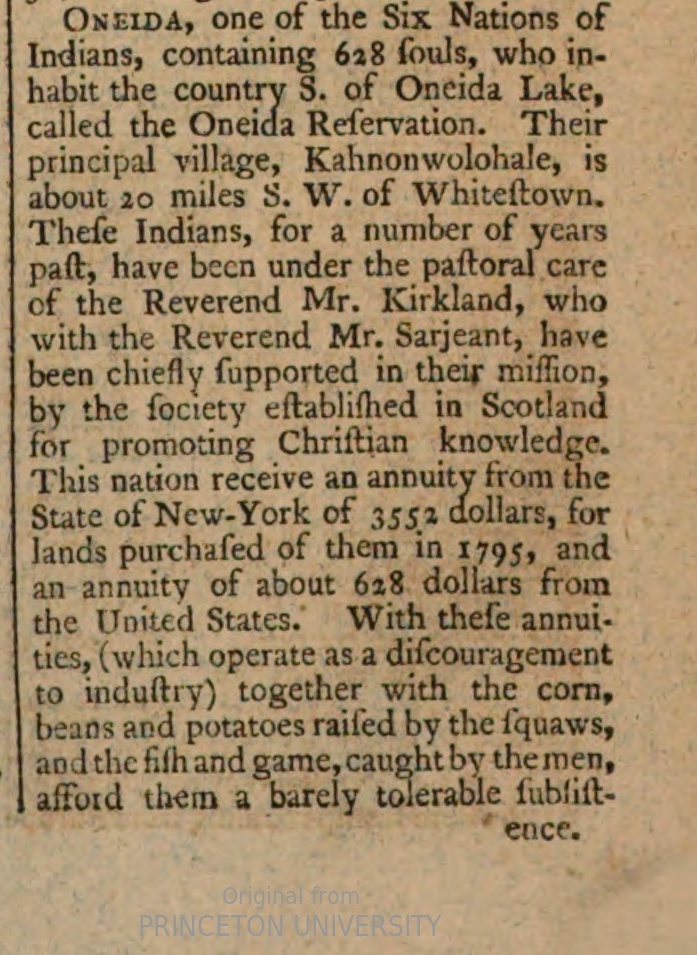 ONEIDA, one of the Six Nations of
Indians, containing 628 ſouls, who in-
habit the country S. of Oneida Lake,
called the Oneida Reſervation. Their
principal village, Kahnonwolohale, is
about 20 miles S. W. of Whiteſtown.
Theſe Indians, for a number of years
paſt, have been under the paſtoral care
of the Reverend Mr. Kirkland, who
with the Reverend Mr. Sarjeant, have
been chiefly ſupported in their miſſion,
by the ſociety eſtabliſhed in Scotland
for promoting Chriſtian knowledge.
This nation receive an annuity from the
State of New-York of 3552 dollars, for
lands purchaſed of them in 1795, and
an annuity of about 628 dollars from
the United States. With theſe annui-
ties, (which operate as a diſcouragement
to induſtry) together with the corn,
beans and potatoes raiſed by the ſquaws,
and the fiſh and game, caught by the men,
afford them a barely tolerable ſubſiſt-
ence.
Original from
PRINCETON UNIVERSITY